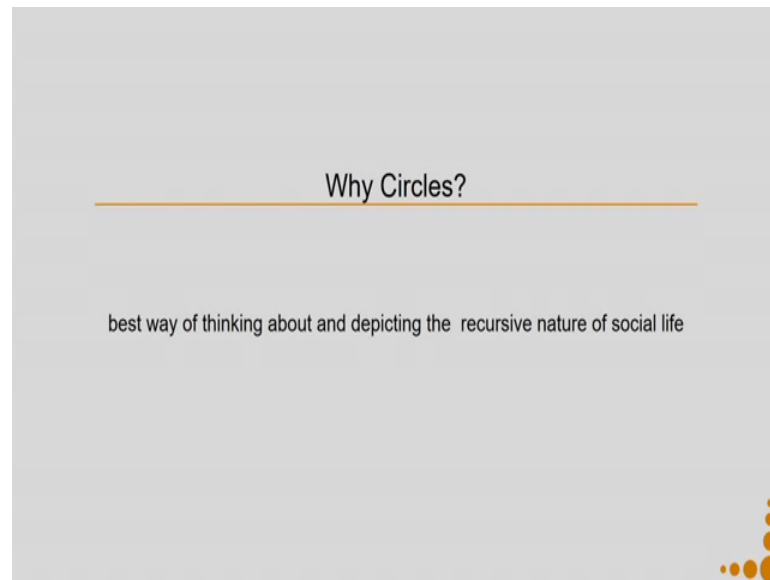 Why Circles?
best way of thinking about and depicting the  recursive nature of social life